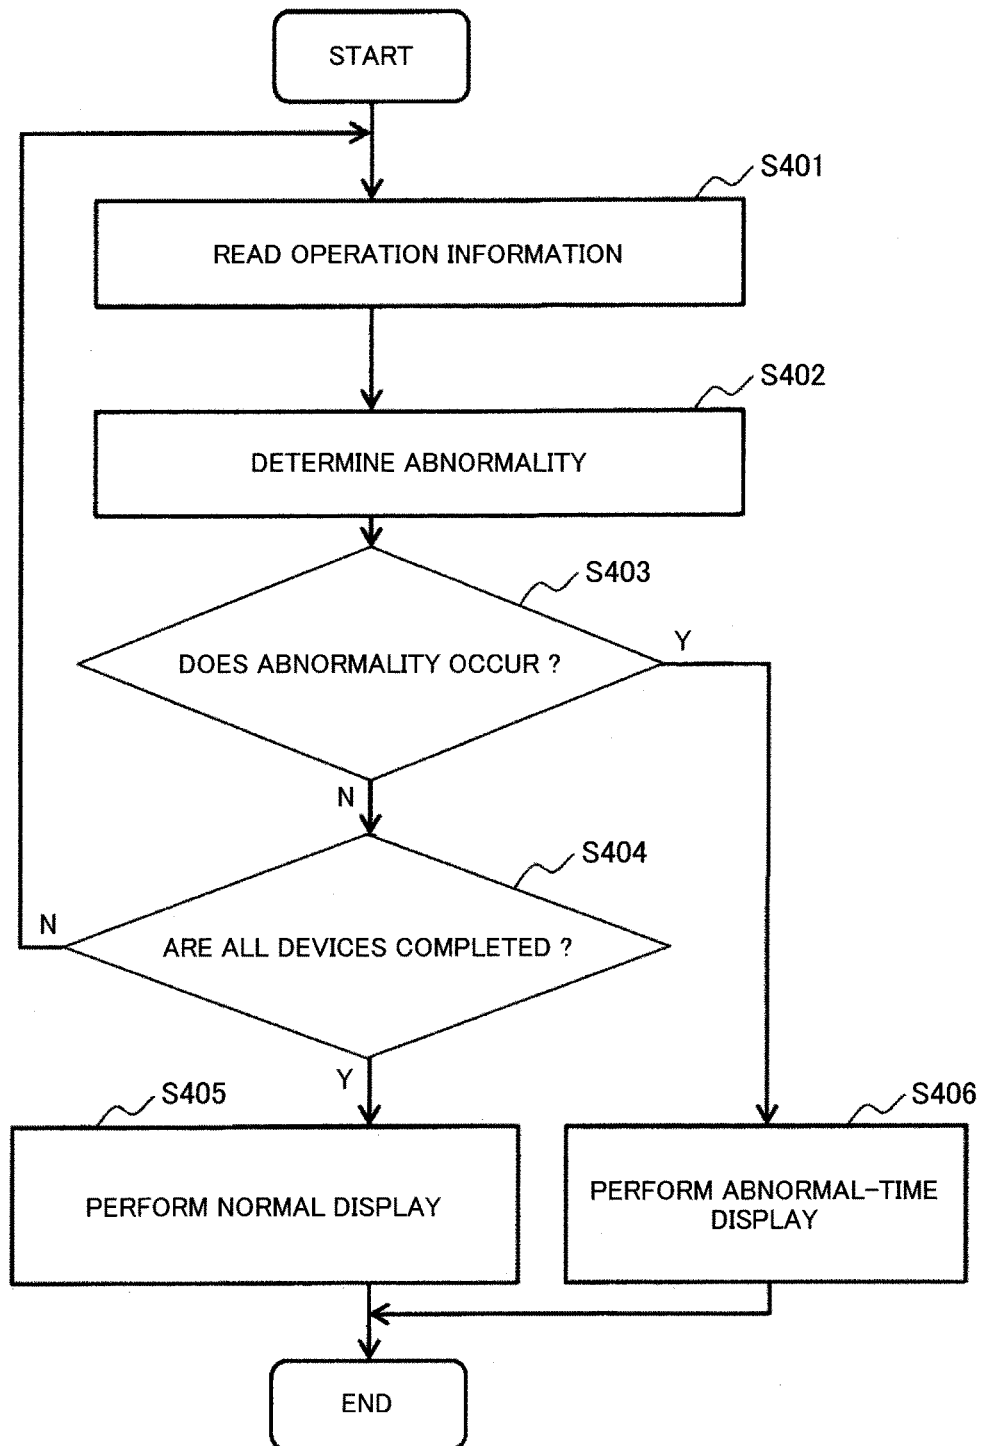 START
S401
READ OPERATION INFORMATION
S402
DETERMINE ABNORMALITY
S403
DOES ABNORMALITY OCCUR ?
Y
N
S404
N
ARE ALL DEVICES COMPLETED ?
Y
S405
S406
PERFORM NORMAL DISPLAY
PERFORM ABNORMAL-TIME
DISPLAY
END